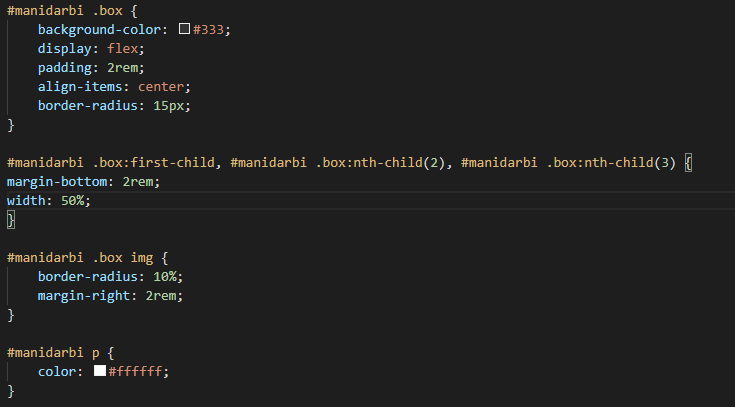 #manidarbi .box {
    background-color: #333;
    display: flex;
    padding: 2rem;
    align-items: center;
    border-radius: 15px;
}

#manidarbi .box:first-child, #manidarbi .box:nth-child(2), #manidarbi .box:nth-child(3) {
margin-bottom: 2rem;
width: 50%;
}

#manidarbi .box img {
    border-radius: 10%;
    margin-right: 2rem;
}

#manidarbi p {
    color: #ffffff;
}